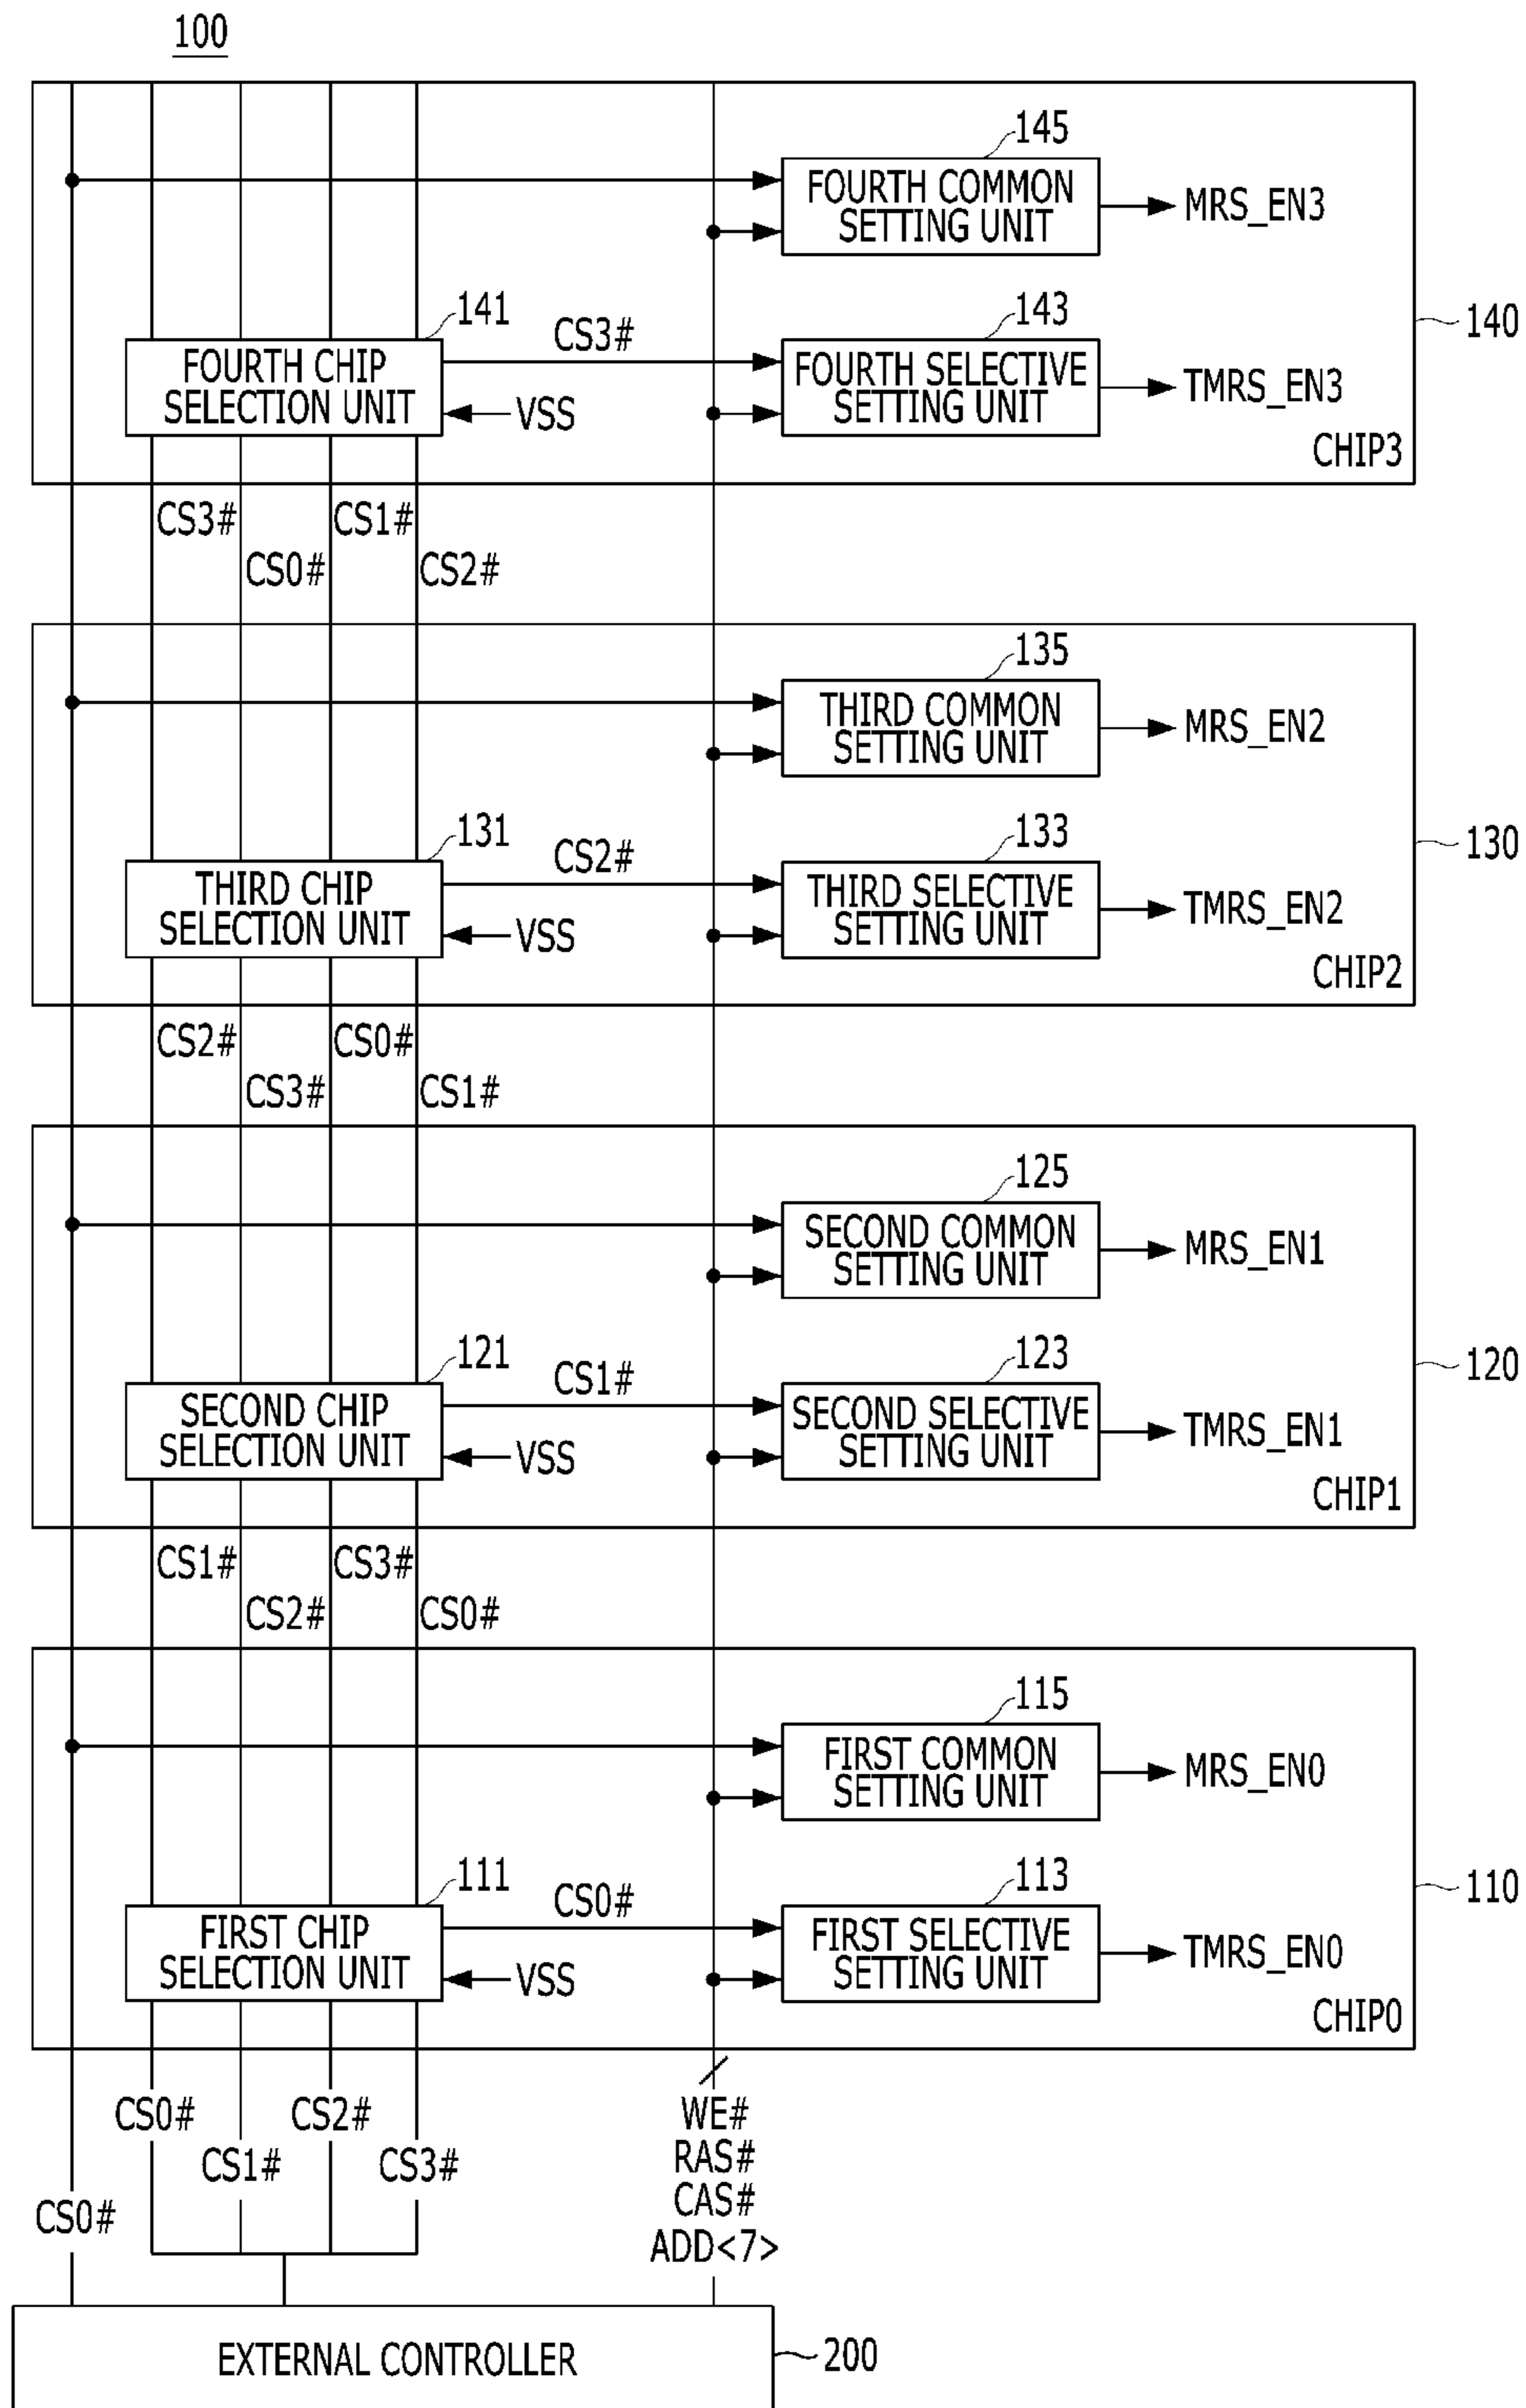 100
145
FOURTH COMMON
SETTING UNIT
MRS_EN3
141
CS3#
143
140
FOURTH CHIP
SELECTION UNIT
VSS
FOURTH SELECTIVE
SETTING UNIT
TMRS_EN3
CHIP3
CS3#
CS1#
CS0#
CS2#
135
THIRD COMMON
SETTING UNIT
MRS_EN2
131
CS2#
133
130
THIRD CHIP
SELECTION UNIT
VSS
THIRD SELECTIVE
SETTING UNIT
TMRS_EN2
CHIP2
CS2#
CS0#
CS3#
CS1#
125
SECOND COMMON
SETTING UNIT
MRS_EN1
121
CS1#
123
120
SECOND CHIP
SELECTION UNIT
VSS
SECOND SELECTIVE
SETTING UNIT
TMRS_EN1
CHIP1
CS1#
CS3#
CS2#
CS0#
115
FIRST COMMON
SETTING UNIT
MRS_EN0
111
CS0#
113
110
FIRST CHIP
SELECTION UNIT
VSS
FIRST SELECTIVE
SETTING UNIT
TMRS_EN0
CHIP0
CS0#
CS2#
CS1#
CS3#
CS0#
WE#
RAS#
CAS#
ADD<7>
EXTERNAL CONTROLLER
200